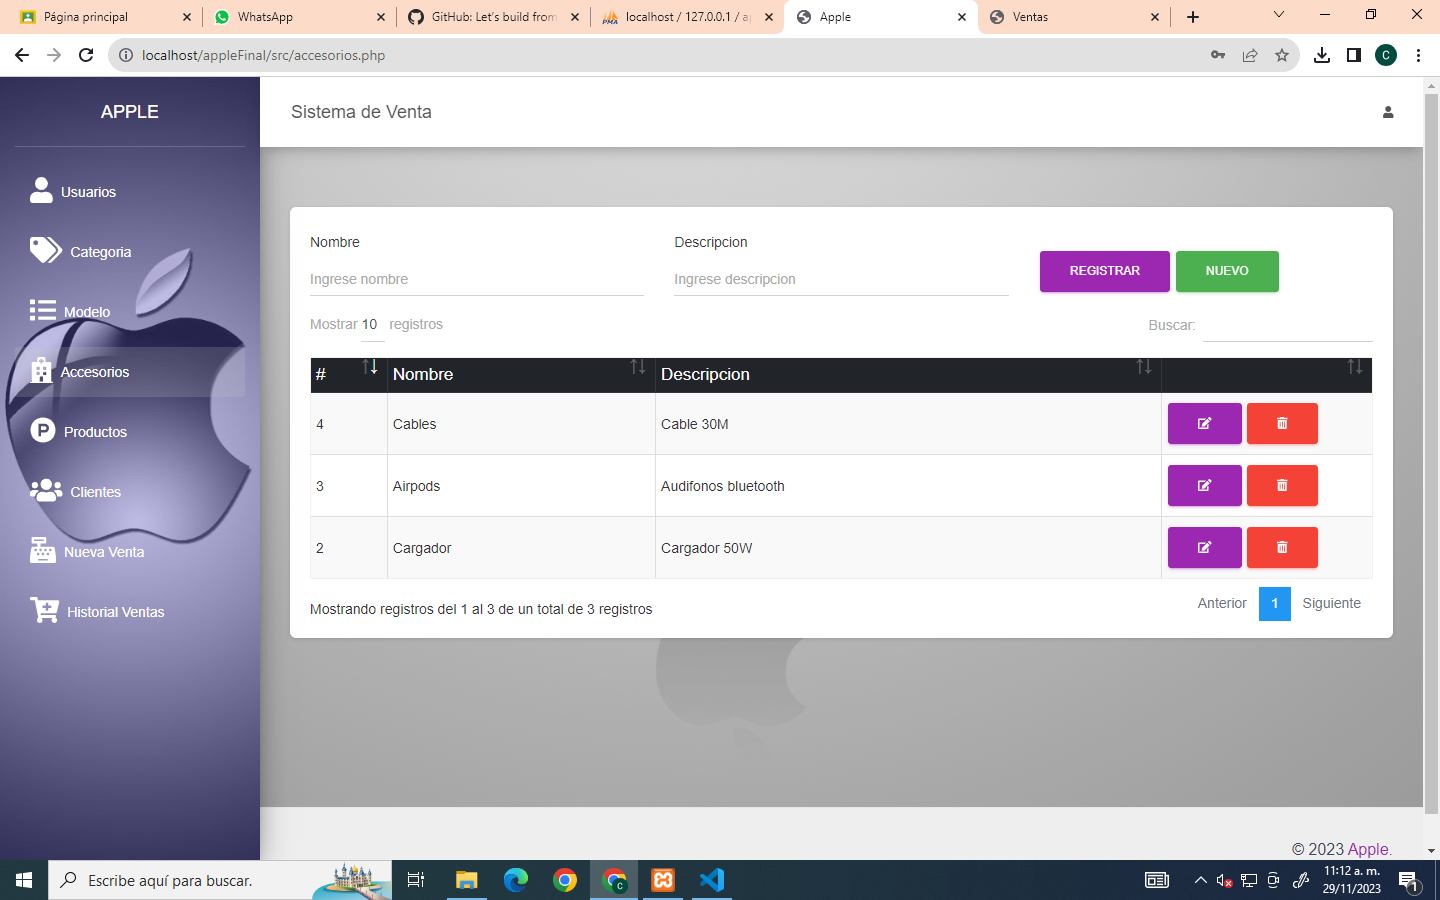 Página principal
WhatsApp
GitHub: Let's build from
localhost / 127.0.0.1 / a
Apple
Ventas
localhost/appleFinal/src/accesorios.php
C
APPLE
Sistema de Venta
Usuarios
Categoria
Modelo
Accesorios
Productos
Clientes
Nueva Venta
Historial Ventas
Nombre
Descripcion
Ingrese nombre
Ingrese descripcion
REGISTRAR
NUEVO
Mostrar 10 registros
Buscar:
# Nombre Descripcion
4 Cables Cable 30M
3 Airpods Audifonos bluetooth
2 Cargador Cargador 50W
Mostrando registros del 1 al 3 de un total de 3 registros
Anterior 1 Siguiente
© 2023 Apple.
Escribe aquí para buscar.
11:12 a. m.
29/11/2023
1